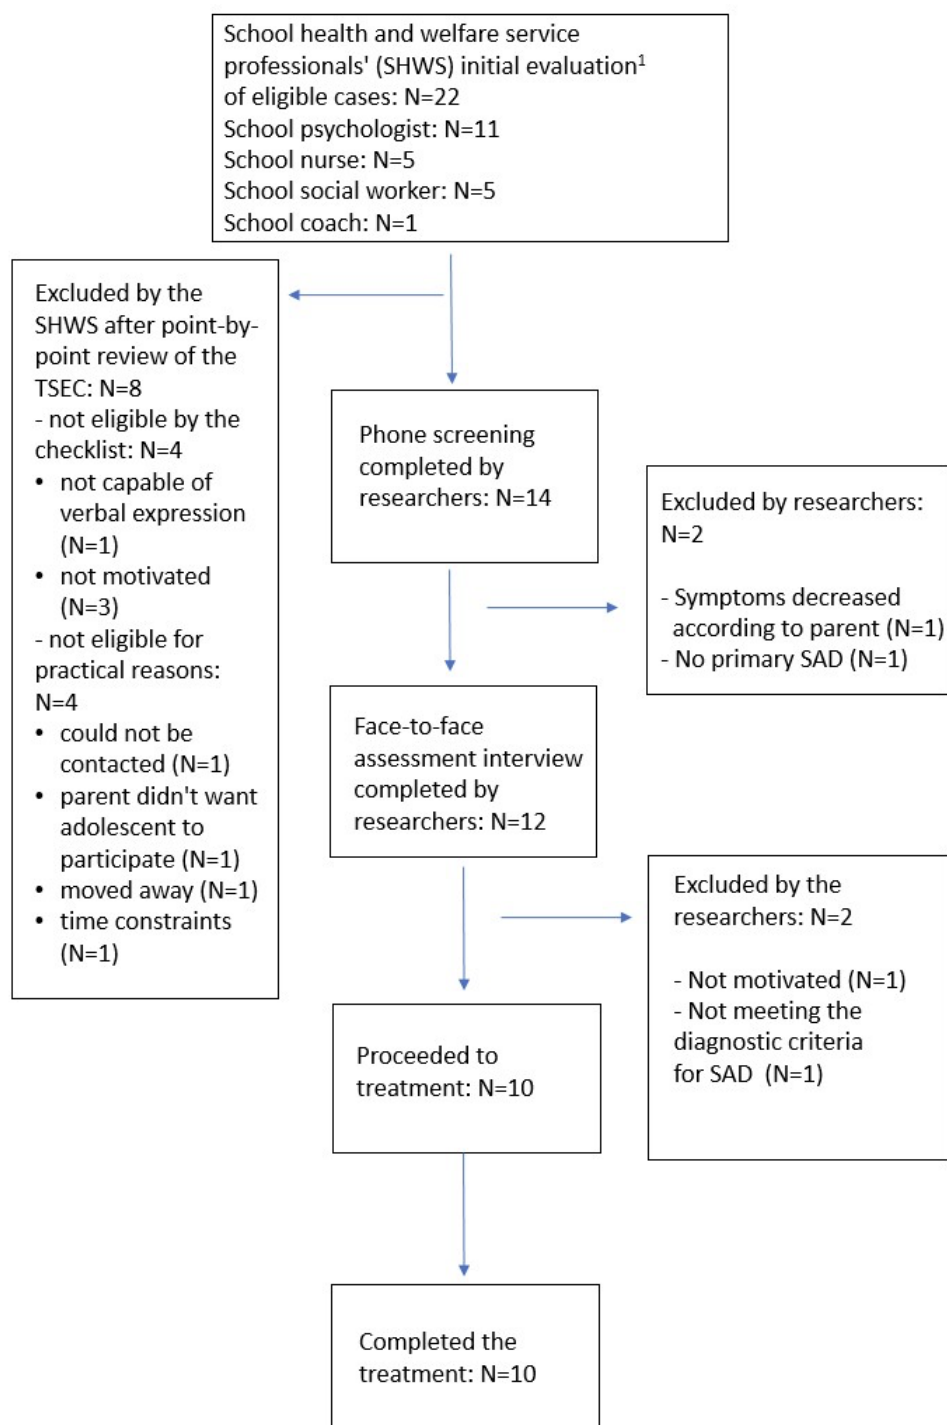 School health and welfare service
professionals' (SHWS) initial evaluation¹
of eligible cases: N=22
School psychologist: N=11
School nurse: N=5
School social worker: N=5
School coach: N=1
Excluded by the
SHWS after point-by-
point review of the
TSEC: N=8
- not eligible by the
checklist: N=4
• not capable of
verbal expression
(N=1)
• not motivated
(N=3)
- not eligible for
practical reasons:
N=4
• could not be
contacted (N=1)
• parent didn't want
adolescent to
participate (N=1)
• moved away (N=1)
• time constraints
(N=1)
Phone screening
completed by
researchers: N=14
Excluded by researchers:
N=2
- Symptoms decreased
according to parent (N=1)
- No primary SAD (N=1)
Face-to-face
assessment interview
completed by
researchers: N=12
Excluded by the
researchers: N=2
- Not motivated (N=1)
- Not meeting the
diagnostic criteria
for SAD (N=1)
Proceeded to
treatment: N=10
Completed the
treatment: N=10